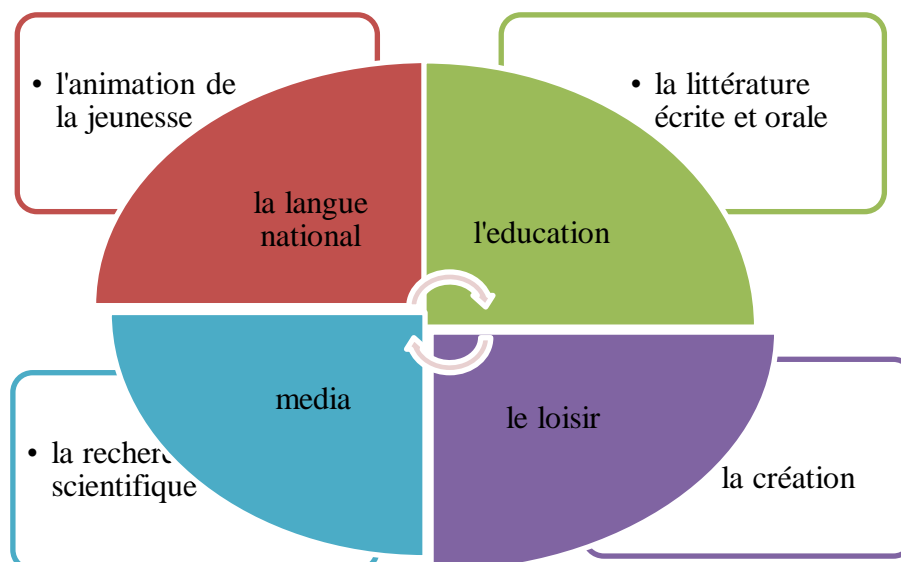 • l'animation de
la jeunesse
• la littérature
écrite et orale
la langue
national
l'education
media
le loisir
• la
scientifique
la création